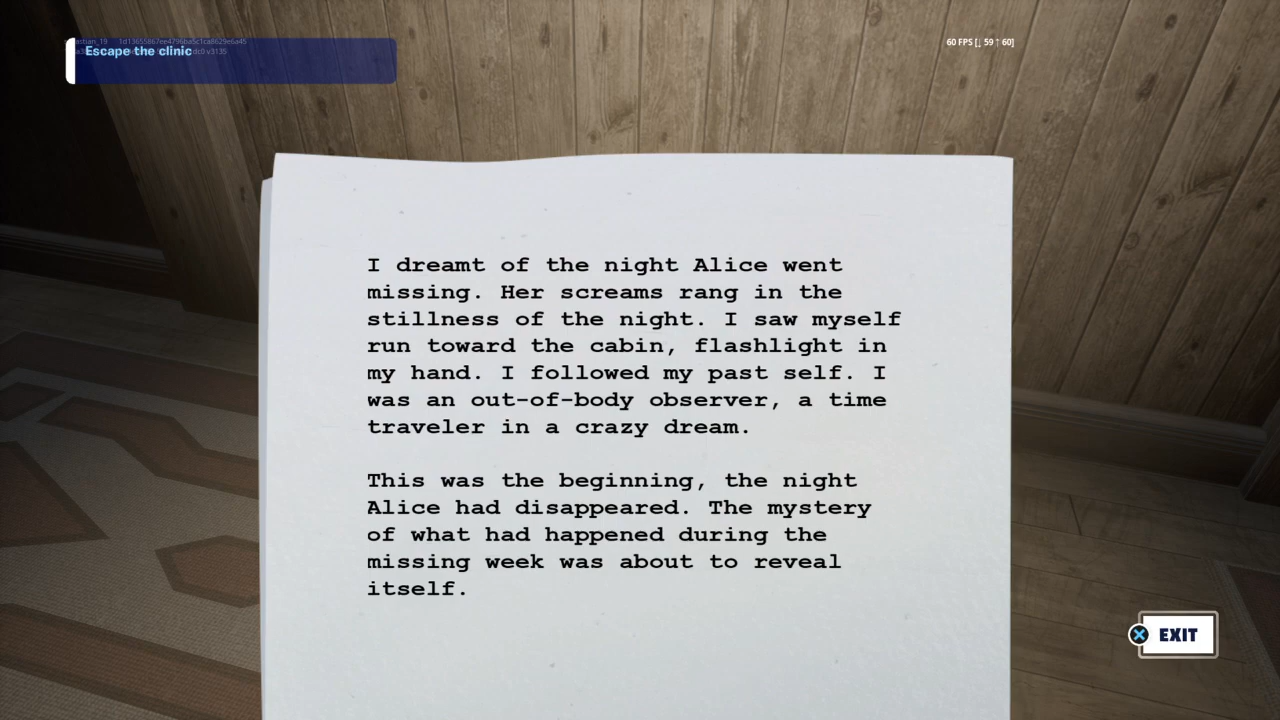 Escape the clinic
60 FPS [↓ 59 ↑ 60]
I dreamt of the night Alice went
missing. Her screams rang in the
stillness of the night. I saw myself
run toward the cabin, flashlight in
my hand. I followed my past self. I
was an out-of-body observer, a time
traveler in a crazy dream.
This was the beginning, the night
Alice had disappeared. The mystery
of what had happened during the
missing week was about to reveal
itself.
EXIT